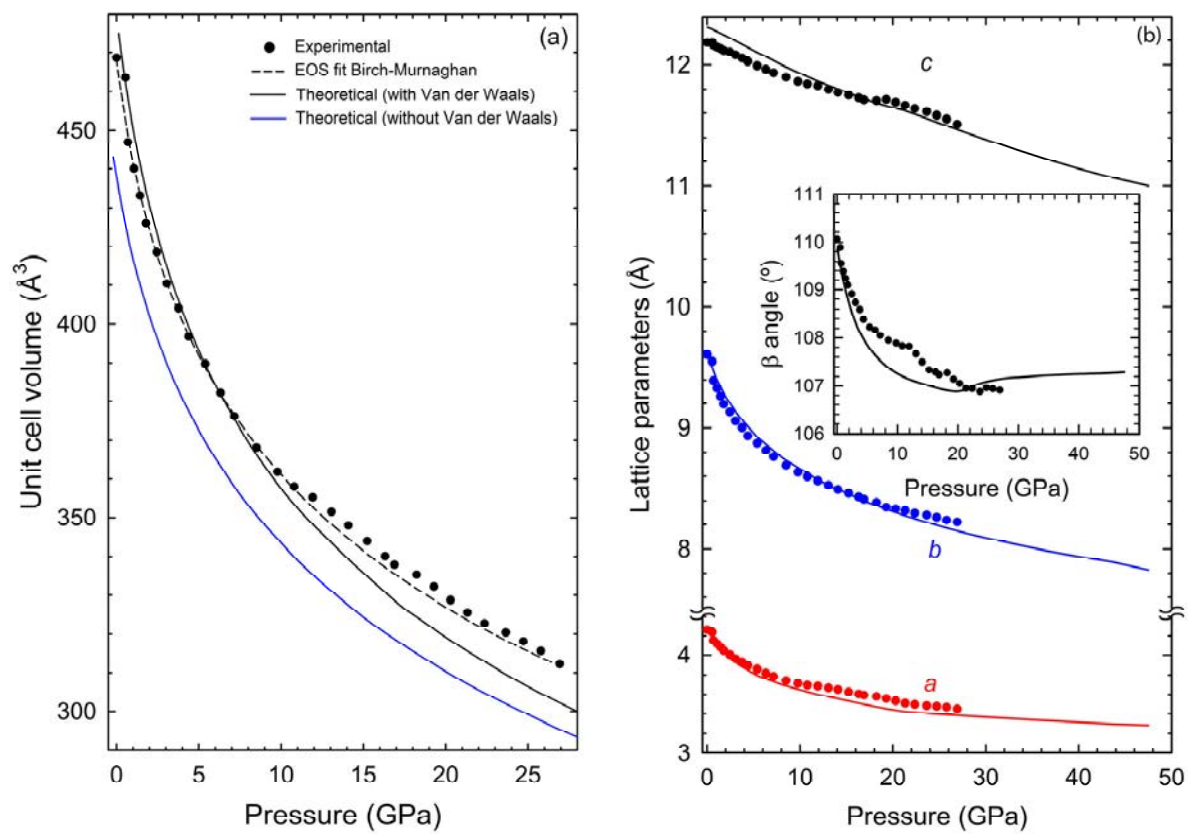 (a)
Experimental
EOS fit Birch-Murnaghan
Theoretical (with Van der Waals)
Theoretical (without Van der Waals)
450
400
350
300
Unit cell volume (Å³)
0 5 10 15 20 25
Pressure (GPa)
(b)
c
12
11
10
9
8
4
3
Lattice parameters (Å)
111
110
109
108
107
106
β angle (º)
0 10 20 30 40 50
Pressure (GPa)
b
a
0 10 20 30 40 50
Pressure (GPa)